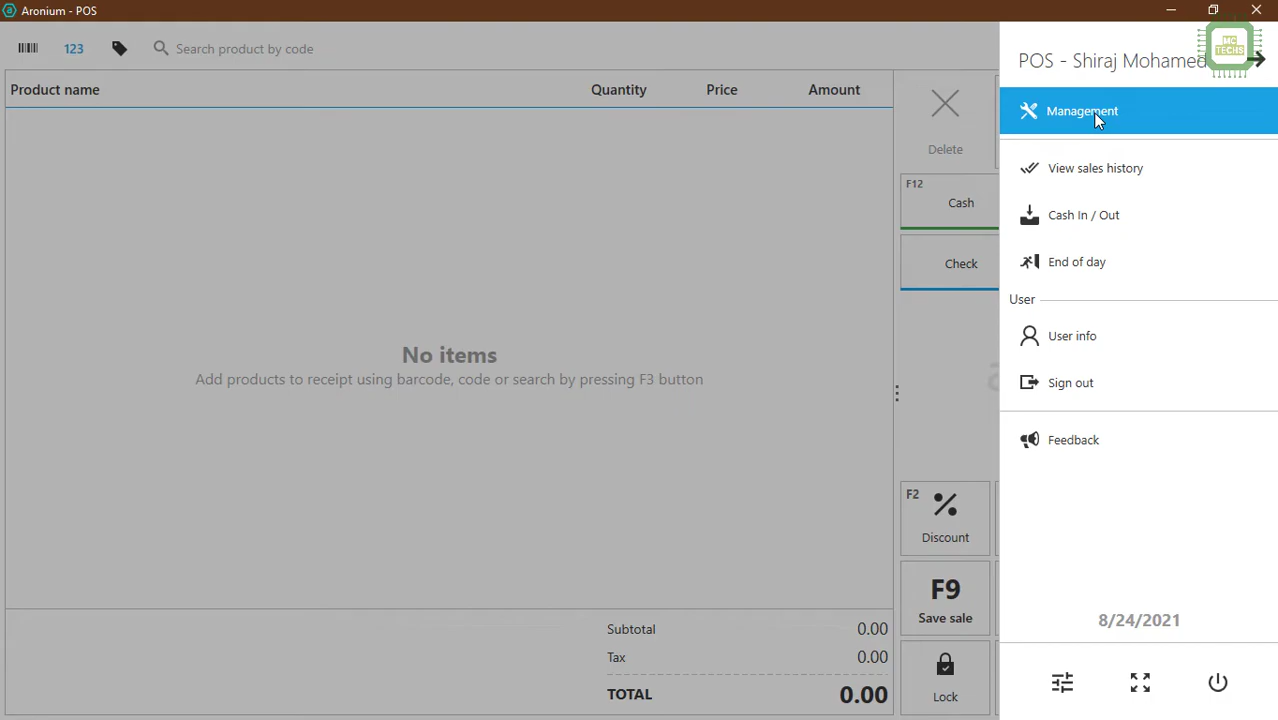 Aronium - POS
123
Search product by code
Product name
Quantity
Price
Amount
No items
Add products to receipt using barcode, code or search by pressing F3 button
Subtotal
0.00
Tax
0.00
TOTAL
0.00
Delete
F12
Cash
Check
F2
Discount
F9
Save sale
Lock
POS - Shiraj Mohamed
MC
TECHS
Management
View sales history
Cash In / Out
End of day
User
User info
Sign out
Feedback
8/24/2021